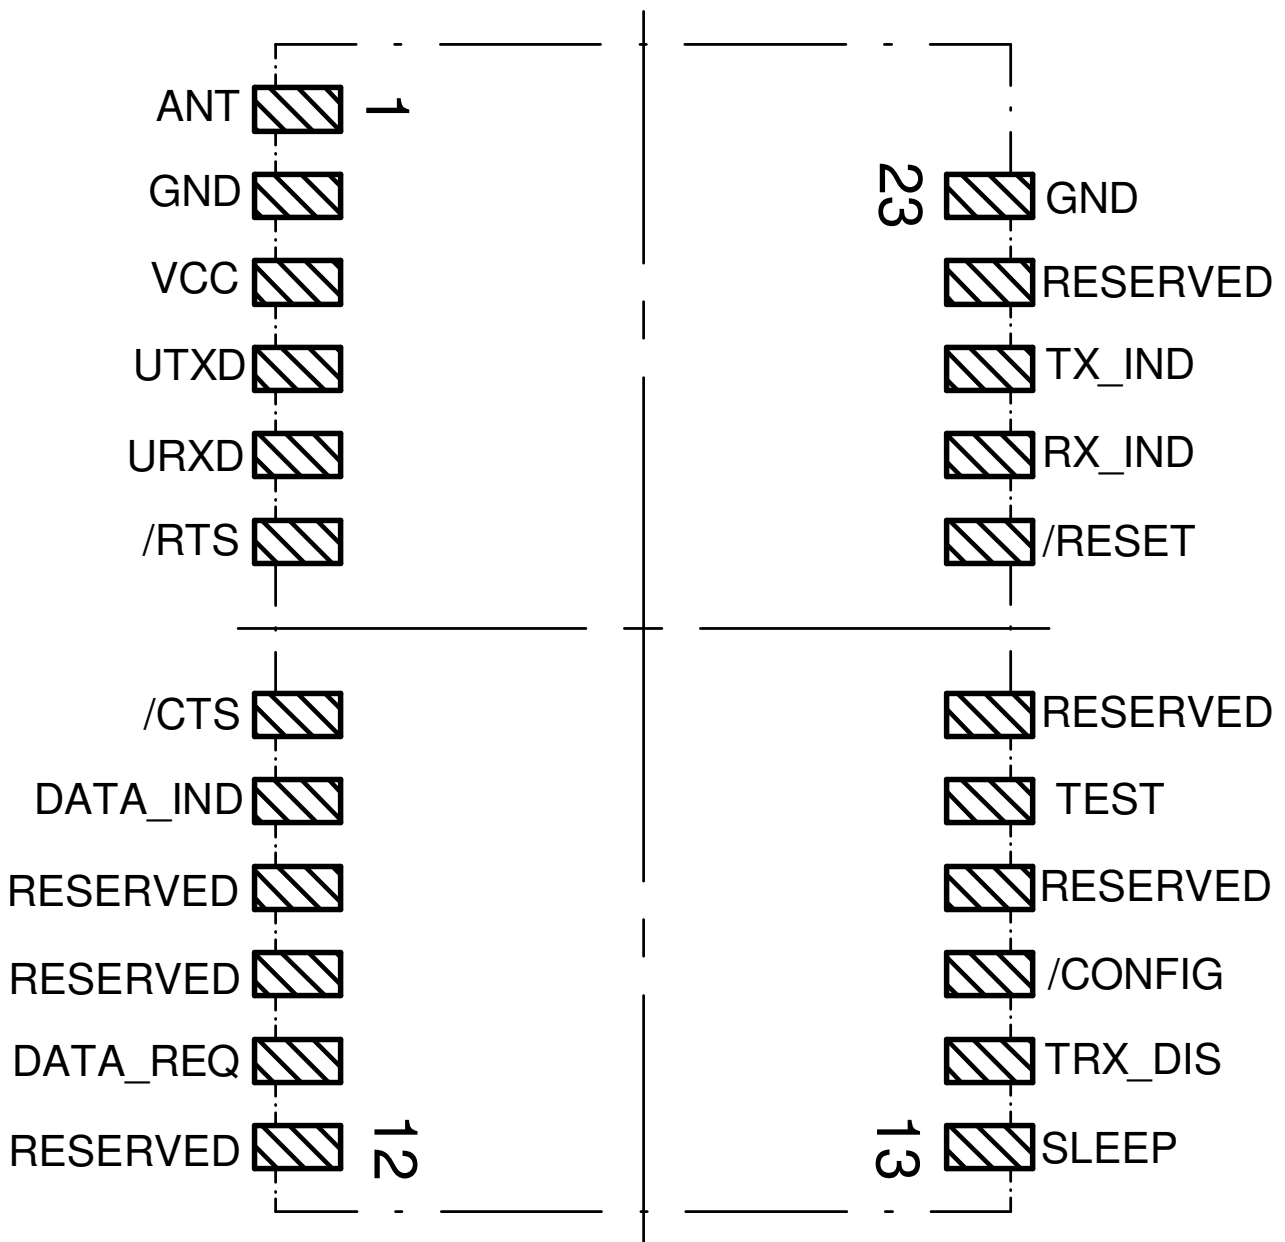 ANT 1
GND 23 GND
VCC RESERVED
UTXD TX_IND
URXD RX_IND
/RTS /RESET
/CTS RESERVED
DATA_IND TEST
RESERVED RESERVED
RESERVED /CONFIG
DATA_REQ TRX_DIS
RESERVED 12 13 SLEEP